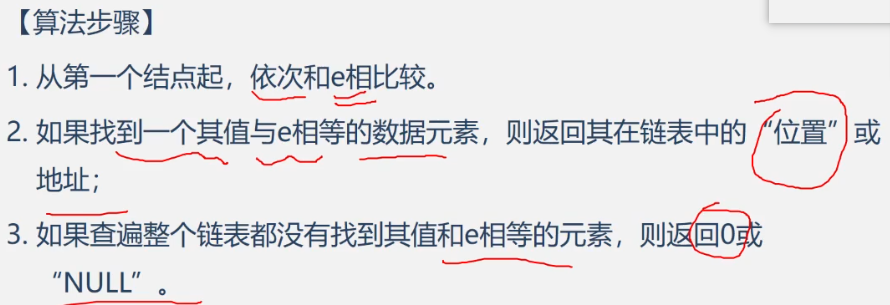 【算法步骤】
1. 从第一个结点起，依次和e相比较。
2. 如果找到一个其值与e相等的数据元素，则返回其在链表中的“位置”或
地址；
3. 如果查遍整个链表都没有找到其值和e相等的元素，则返回0或
“NULL”。